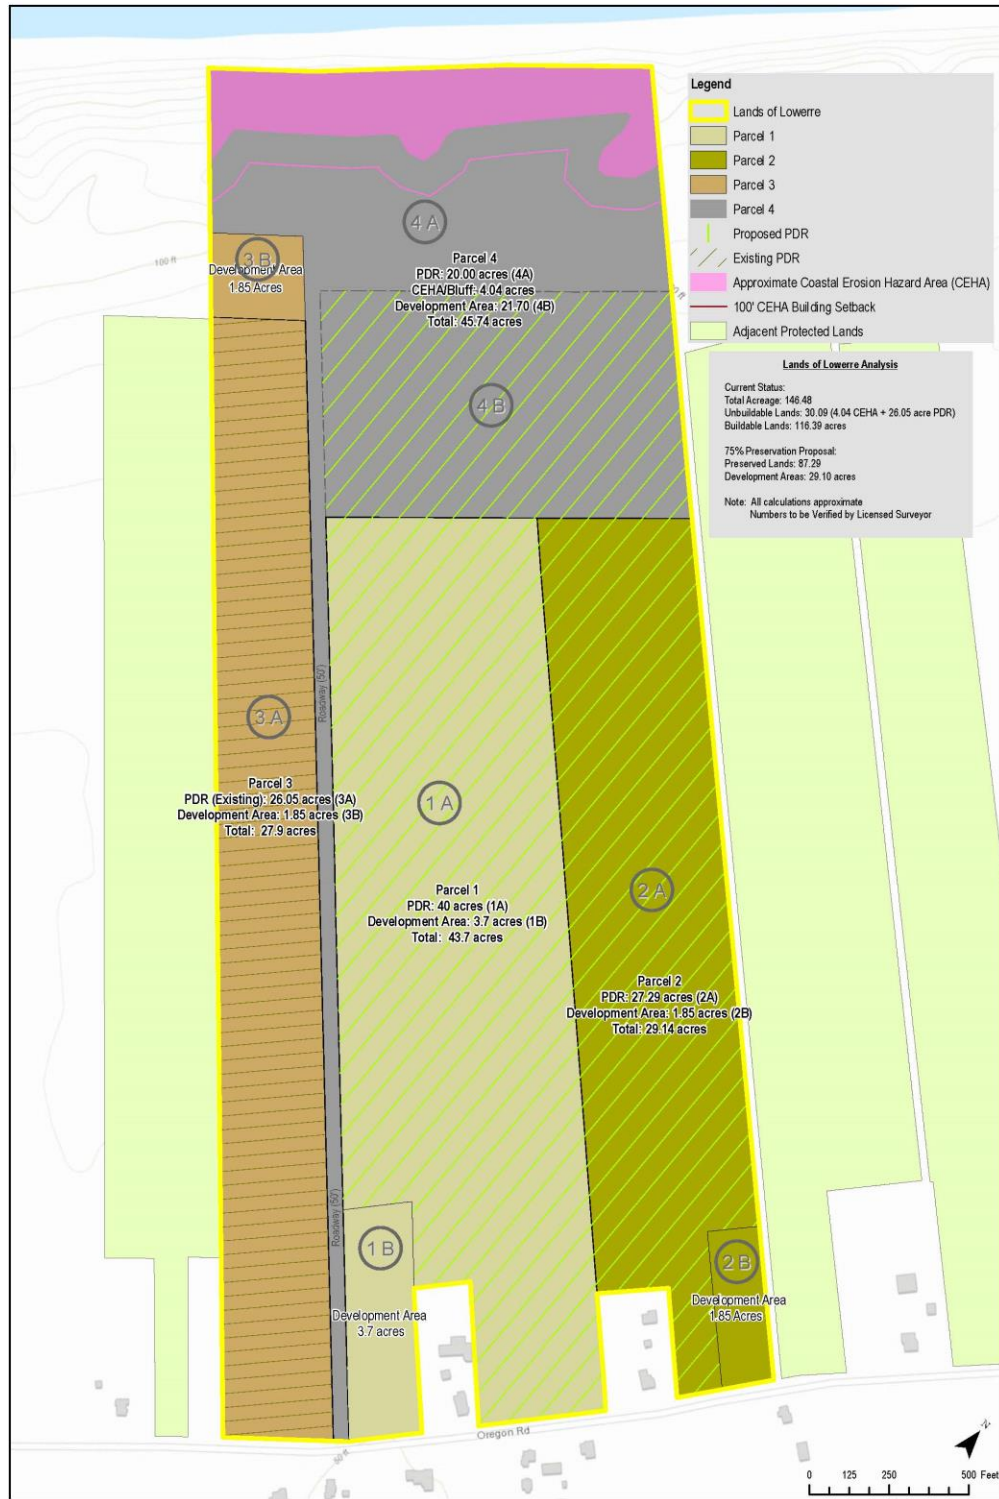 Legend
Lands of Lowerre
Parcel 1
Parcel 2
Parcel 3
Parcel 4
Proposed PDR
Existing PDR
Approximate Coastal Erosion Hazard Area (CEHA)
100' CEHA Building Setback
Adjacent Protected Lands
Lands of Lowerre Analysis
Current Status:
Total Acreage: 146.48
Unbuildable Lands: 30.09 (4.04 CEHA + 26.05 acre PDR)
Buildable Lands: 116.39 acres
75% Preservation Proposal:
Preserved Lands: 87.29
Development Areas: 29.10 acres
Note: All calculations approximate
Numbers to be Verified by Licensed Surveyor
4 A
Parcel 4
PDR: 20.00 acres (4A)
CEHA/Bluff: 4.04 acres
Development Area: 21.70 (4B)
Total: 45.74 acres
3 B
Development Area
1.85 Acres
100 ft
4 B
Roadway (50')
3 A
Parcel 3
PDR (Existing): 26.05 acres (3A)
Development Area: 1.85 acres (3B)
Total: 27.9 acres
1 A
Parcel 1
PDR: 40 acres (1A)
Development Area: 3.7 acres (1B)
Total: 43.7 acres
2 A
Parcel 2
PDR: 27.29 acres (2A)
Development Area: 1.85 acres (2B)
Total: 29.14 acres
Roadway (50')
1 B
Development Area
3.7 acres
2 B
Development Area
1.85 Acres
Oregon Rd
50 ft
N
0 125 250 500 Feet